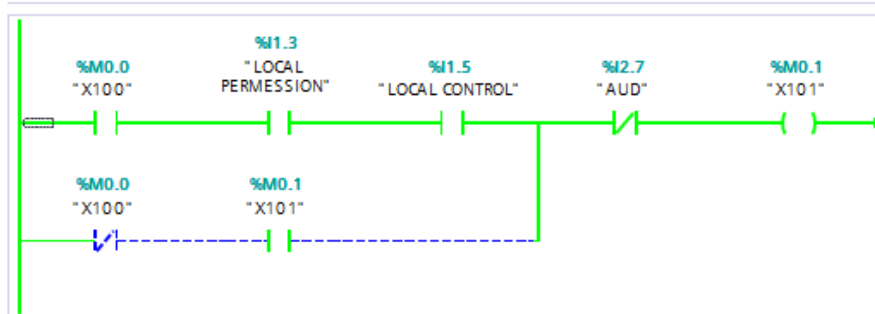 %I1.3
%M0.0
"LOCAL
%I1.5
%I2.7
%M0.1
"X100"
PERMESSION"
"LOCAL CONTROL"
"AUD"
"X101"
%M0.0
%M0.1
"X100"
"X101"